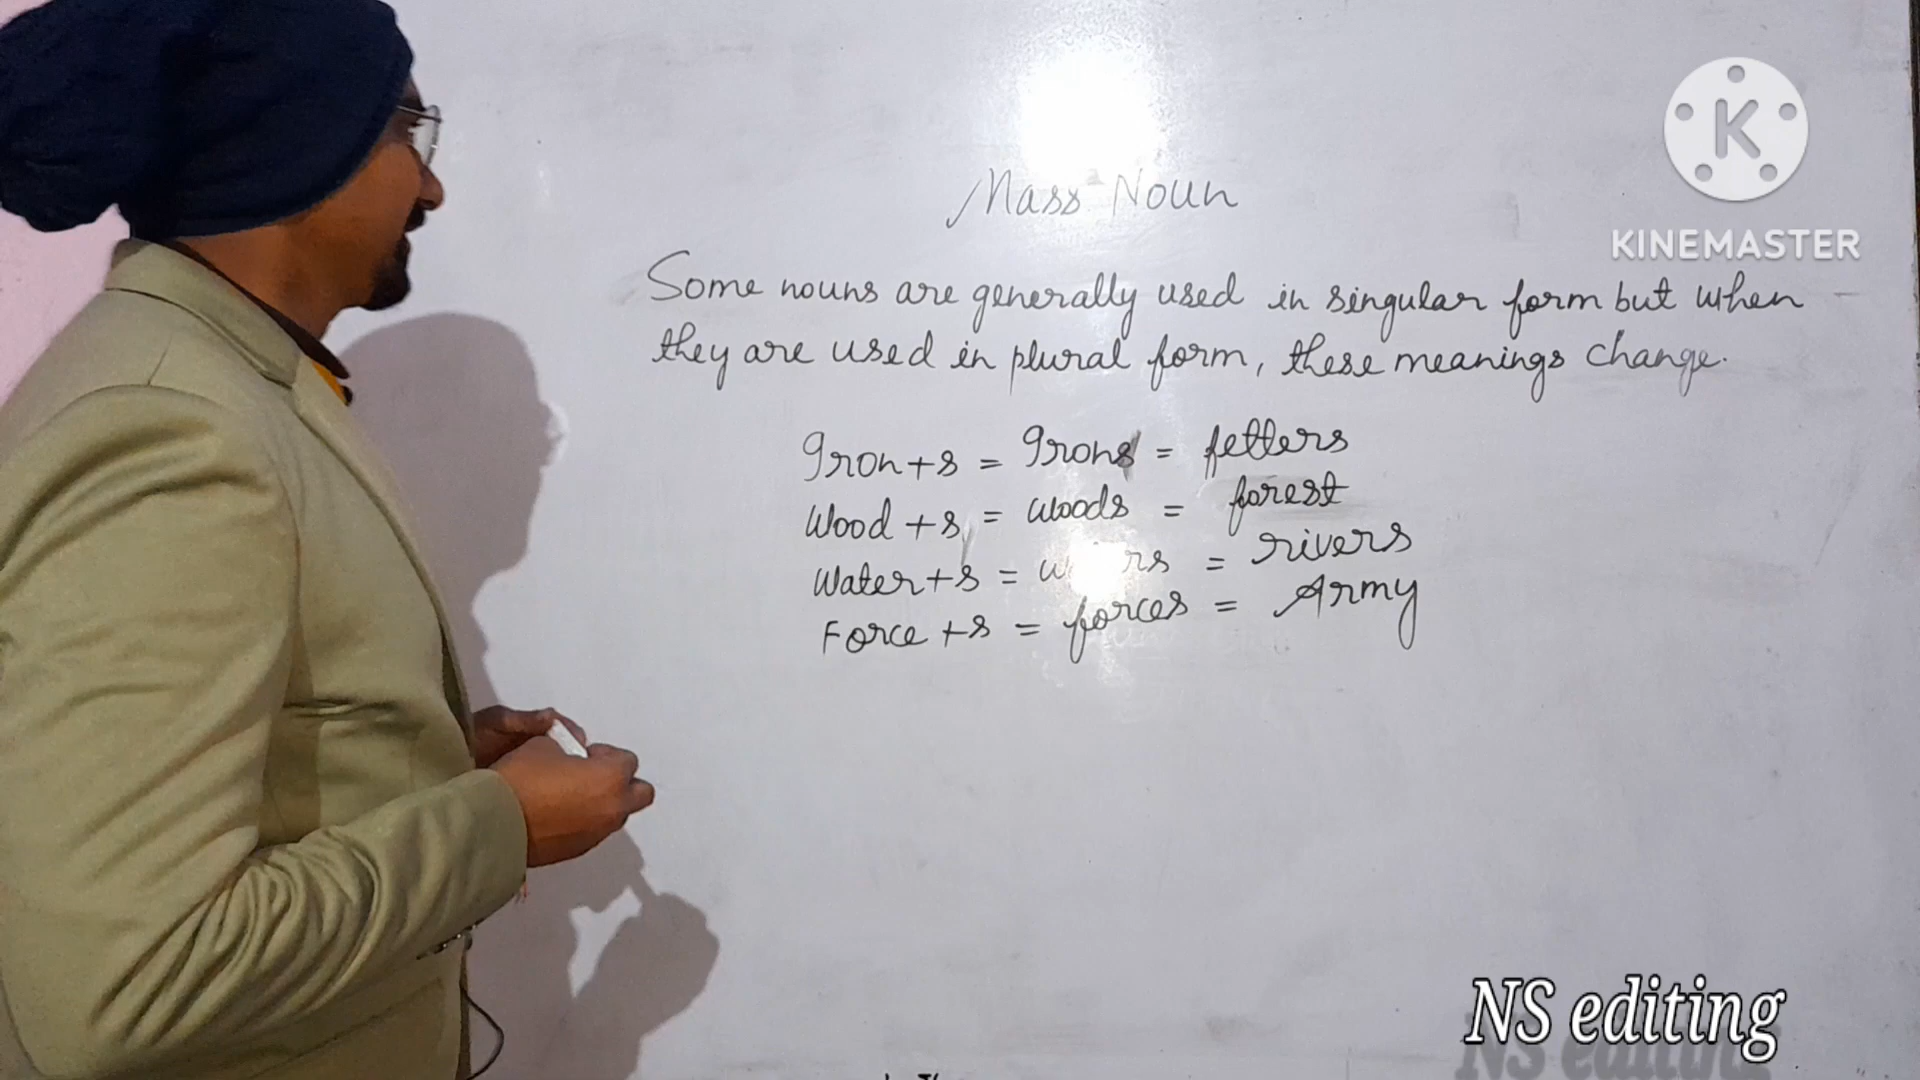 Mass Noun
K
KINEMASTER
Some nouns are generally used in singular form but when
they are used in plural form, these meanings change.
Iron+s = Irons = fetters
Wood +s = woods = forest
Water+s = = rivers
Force +s = forces = Army
NS editing